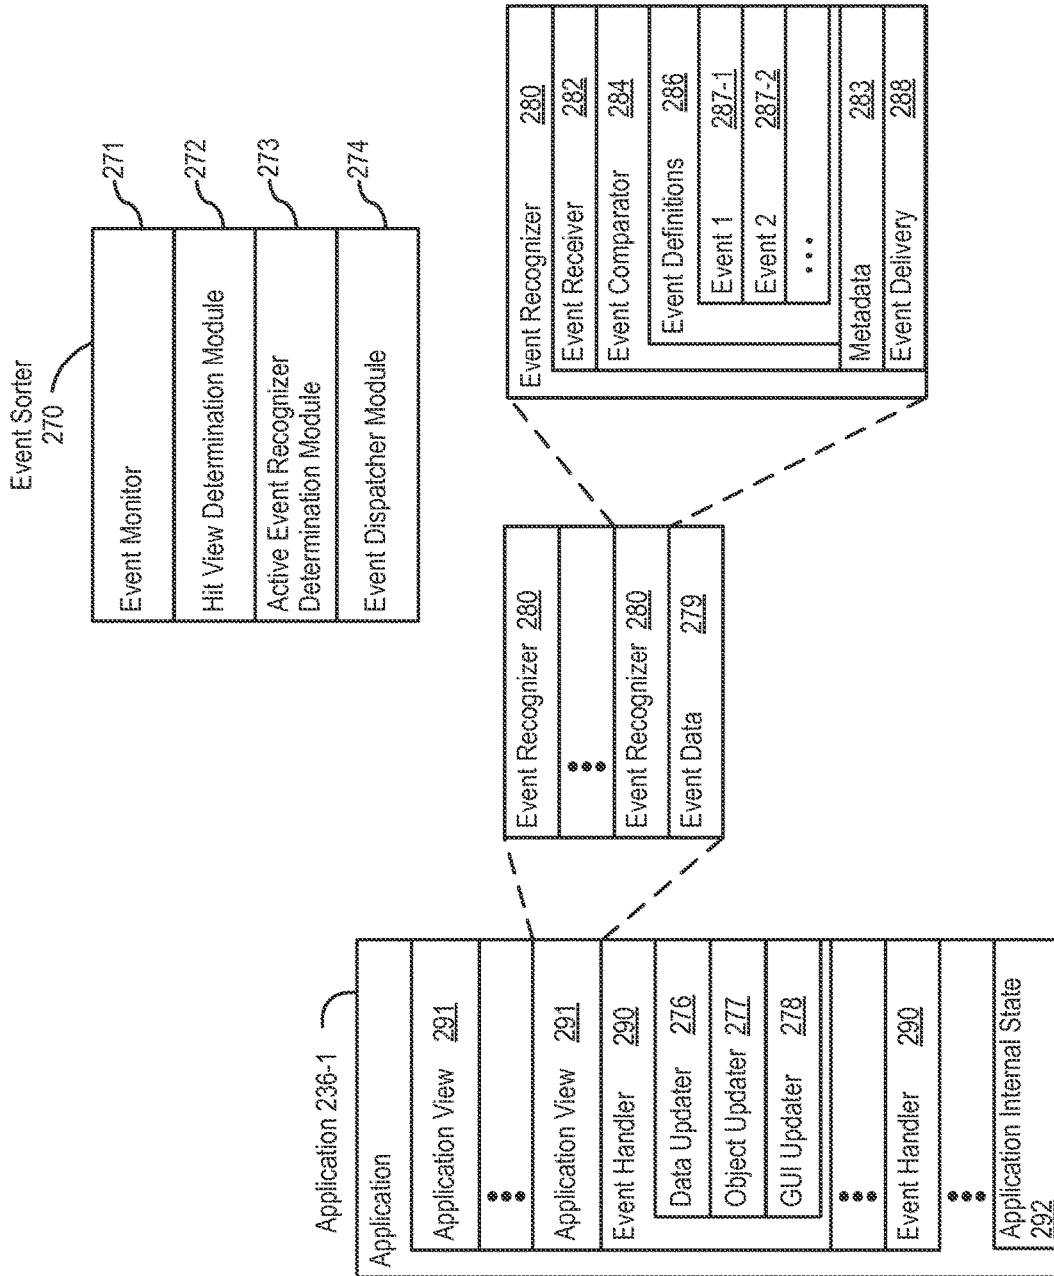 Event Sorter
270
Event Monitor
271
Hit View Determination Module
272
Active Event Recognizer
Determination Module
273
Event Dispatcher Module
274
Application 236-1
Application
Application View 291
•••
Application View 291
Event Handler 290
Data Updater 276
Object Updater 277
GUI Updater 278
•••
Event Handler 290
•••
Application Internal State
292
Event Recognizer 280
•••
Event Recognizer 280
Event Data 279
Event Recognizer 280
Event Receiver 282
Event Comparator 284
Event Definitions 286
Event 1 287-1
Event 2 287-2
•••
Metadata 283
Event Delivery 288